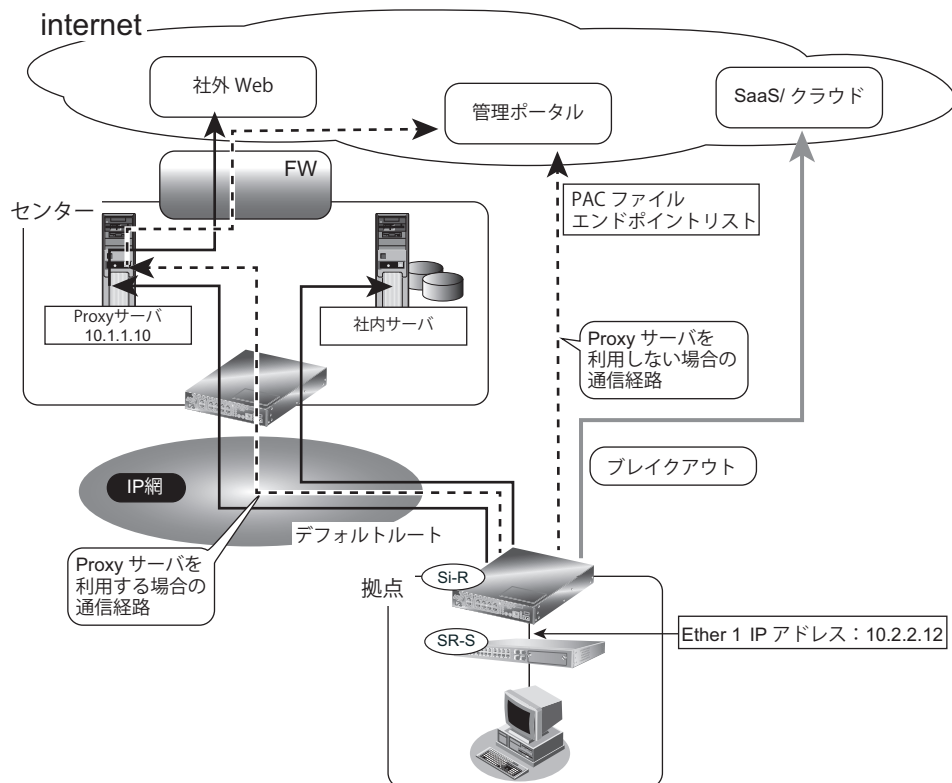 internet
社外 Web
管理ポータル
SaaS/ クラウド
FW
センター
PAC ファイル
エンドポイントリスト
Proxyサーバ
10.1.1.10
社内サーバ
Proxy サーバを
利用しない場合の
通信経路
ブレイクアウト
IP網
デフォルトルート
Proxy サーバを
利用する場合の
通信経路
拠点
Si-R
SR-S
Ether 1 IP アドレス：10.2.2.12